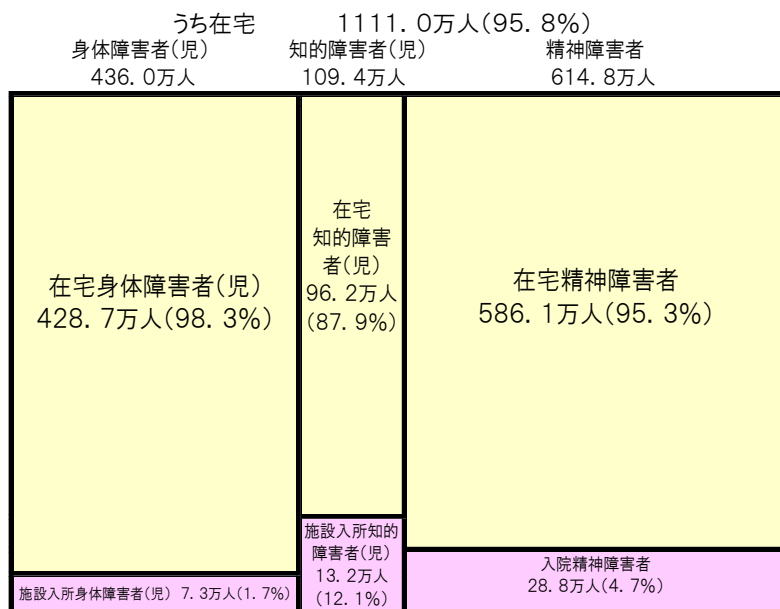 うち在宅 1111.0万人(95.8%)
身体障害者(児) 知的障害者(児) 精神障害者
436.0万人 109.4万人 614.8万人
在宅身体障害者(児)
428.7万人(98.3%)
在宅
知的障害
者(児)
96.2万人
(87.9%)
在宅精神障害者
586.1万人(95.3%)
施設入所身体障害者(児) 7.3万人(1.7%)
施設入所知的
障害者(児)
13.2万人
(12.1%)
入院精神障害者
28.8万人(4.7%)